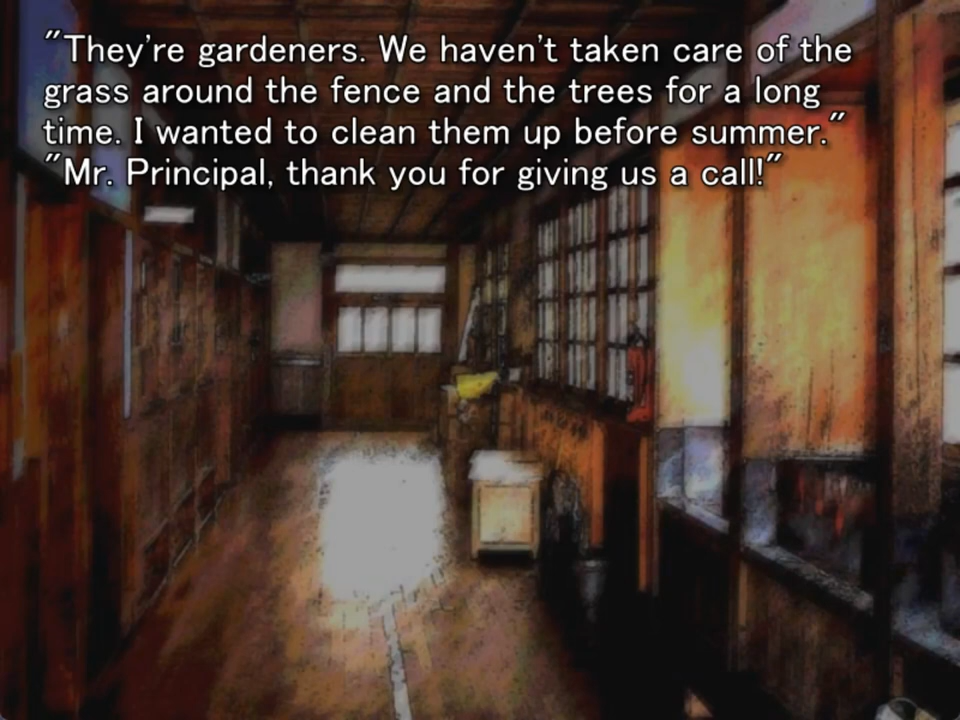 "They're gardeners. We haven't taken care of the
grass around the fence and the trees for a long
time. I wanted to clean them up before summer."
"Mr. Principal, thank you for giving us a call!"